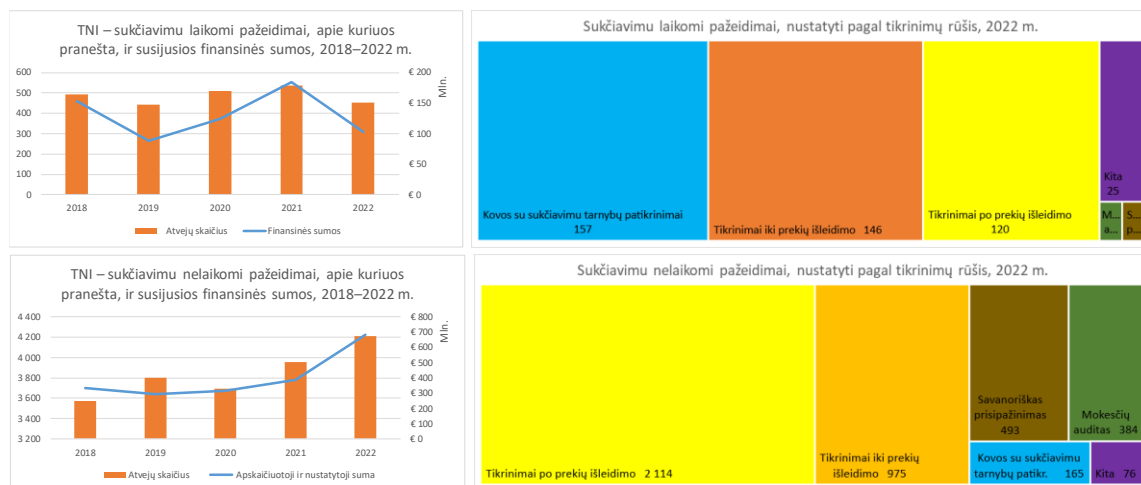 TNI – sukčiavimu laikomi pažeidimai, apie kuriuos
pranešta, ir susijusios finansinės sumos, 2018–2022 m.
600
500
400
300
200
100
0
€ 200
€ 150
€ 100
€ 50
€ 0
Mln.
2018 2019 2020 2021 2022
Atvejų skaičius Finansinės sumos
Sukčiavimu laikomi pažeidimai, nustatyti pagal tikrinimų rūšis, 2022 m.
Kovos su sukčiavimu tarnybų patikrinimai
157
Tikrinimai iki prekių išleidimo 146
Tikrinimai po prekių išleidimo
120
Kita
25
M...
a...
S...
p...
TNI – sukčiavimu nelaikomi pažeidimai, apie kuriuos
pranešta, ir susijusios finansinės sumos, 2018–2022 m.
4 400
4 200
4 000
3 800
3 600
3 400
3 200
€ 800
€ 700
€ 600
€ 500
€ 400
€ 300
€ 200
€ 100
€ 0
Mln.
2018 2019 2020 2021 2022
Atvejų skaičius Apskaičiuotoji ir nustatytoji suma
Sukčiavimu nelaikomi pažeidimai, nustatyti pagal tikrinimų rūšis, 2022 m.
Tikrinimai po prekių išleidimo 2 114
Tikrinimai iki prekių
išleidimo 975
Savanoriškas
prisipažinimas
493
Mokesčių
auditas 384
Kovos su sukčiavimu
tarnybų patikr. 165
Kita 76